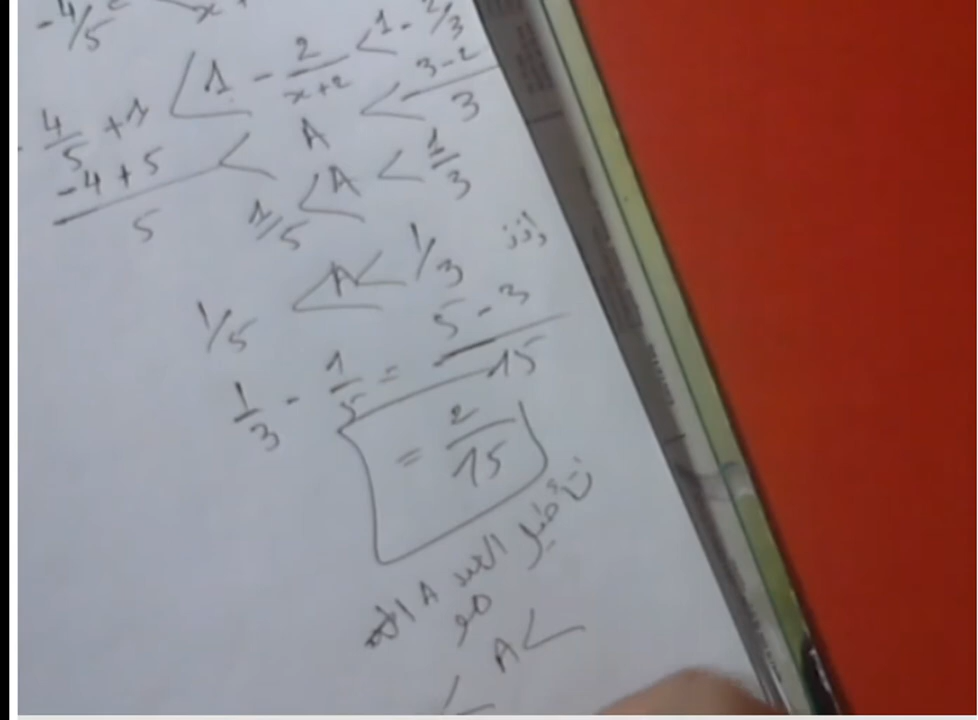 -4/5 < x+
-4/5 + 1 < 1 - 2/(x+2) < 1 - 2/3
(-4+5)/5 < A < (3-2)/3
1/5 < A < 1/3
إذن
1/5 < A < 1/3
1/3 - 1/5 = (5-3)/15
= 2/15
العدد A
هو
< A <